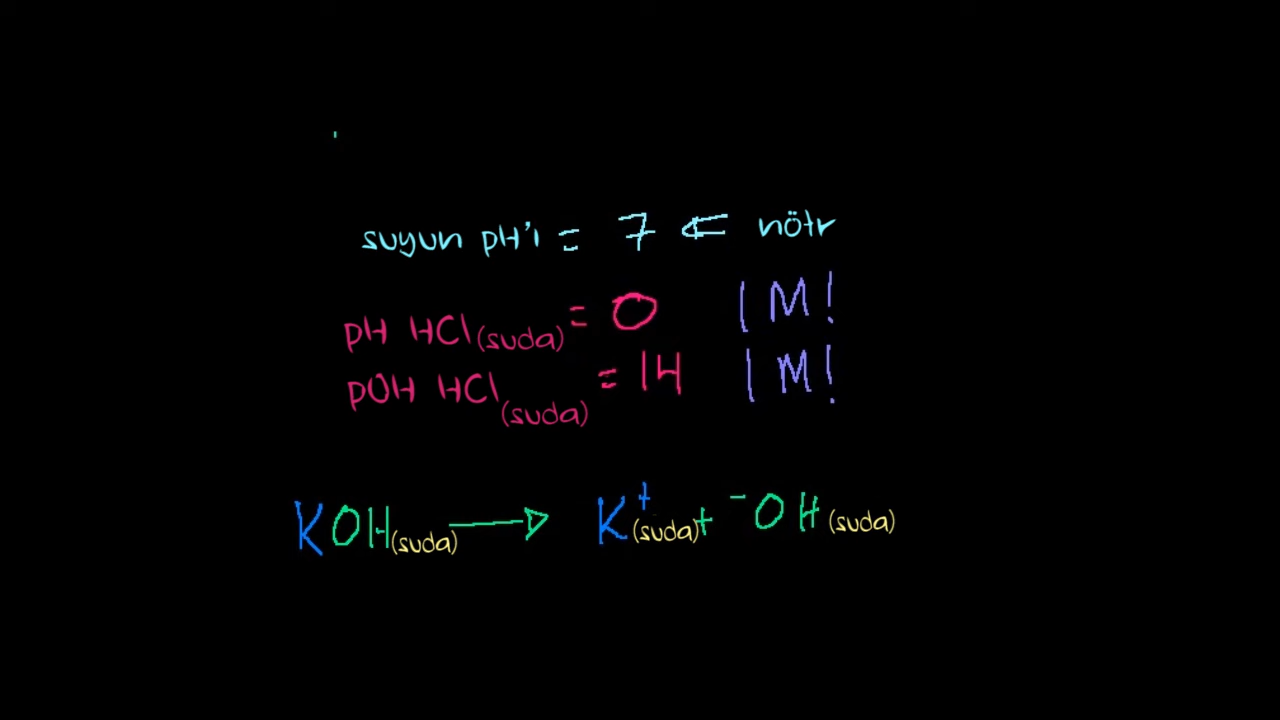 suyun pH'ı = 7 ⇐ nötr
pH HCl(suda) = 0 1 M!
pOH HCl(suda) = 14 1 M!
KOH(suda) → K⁺(suda) + ⁻OH(suda)